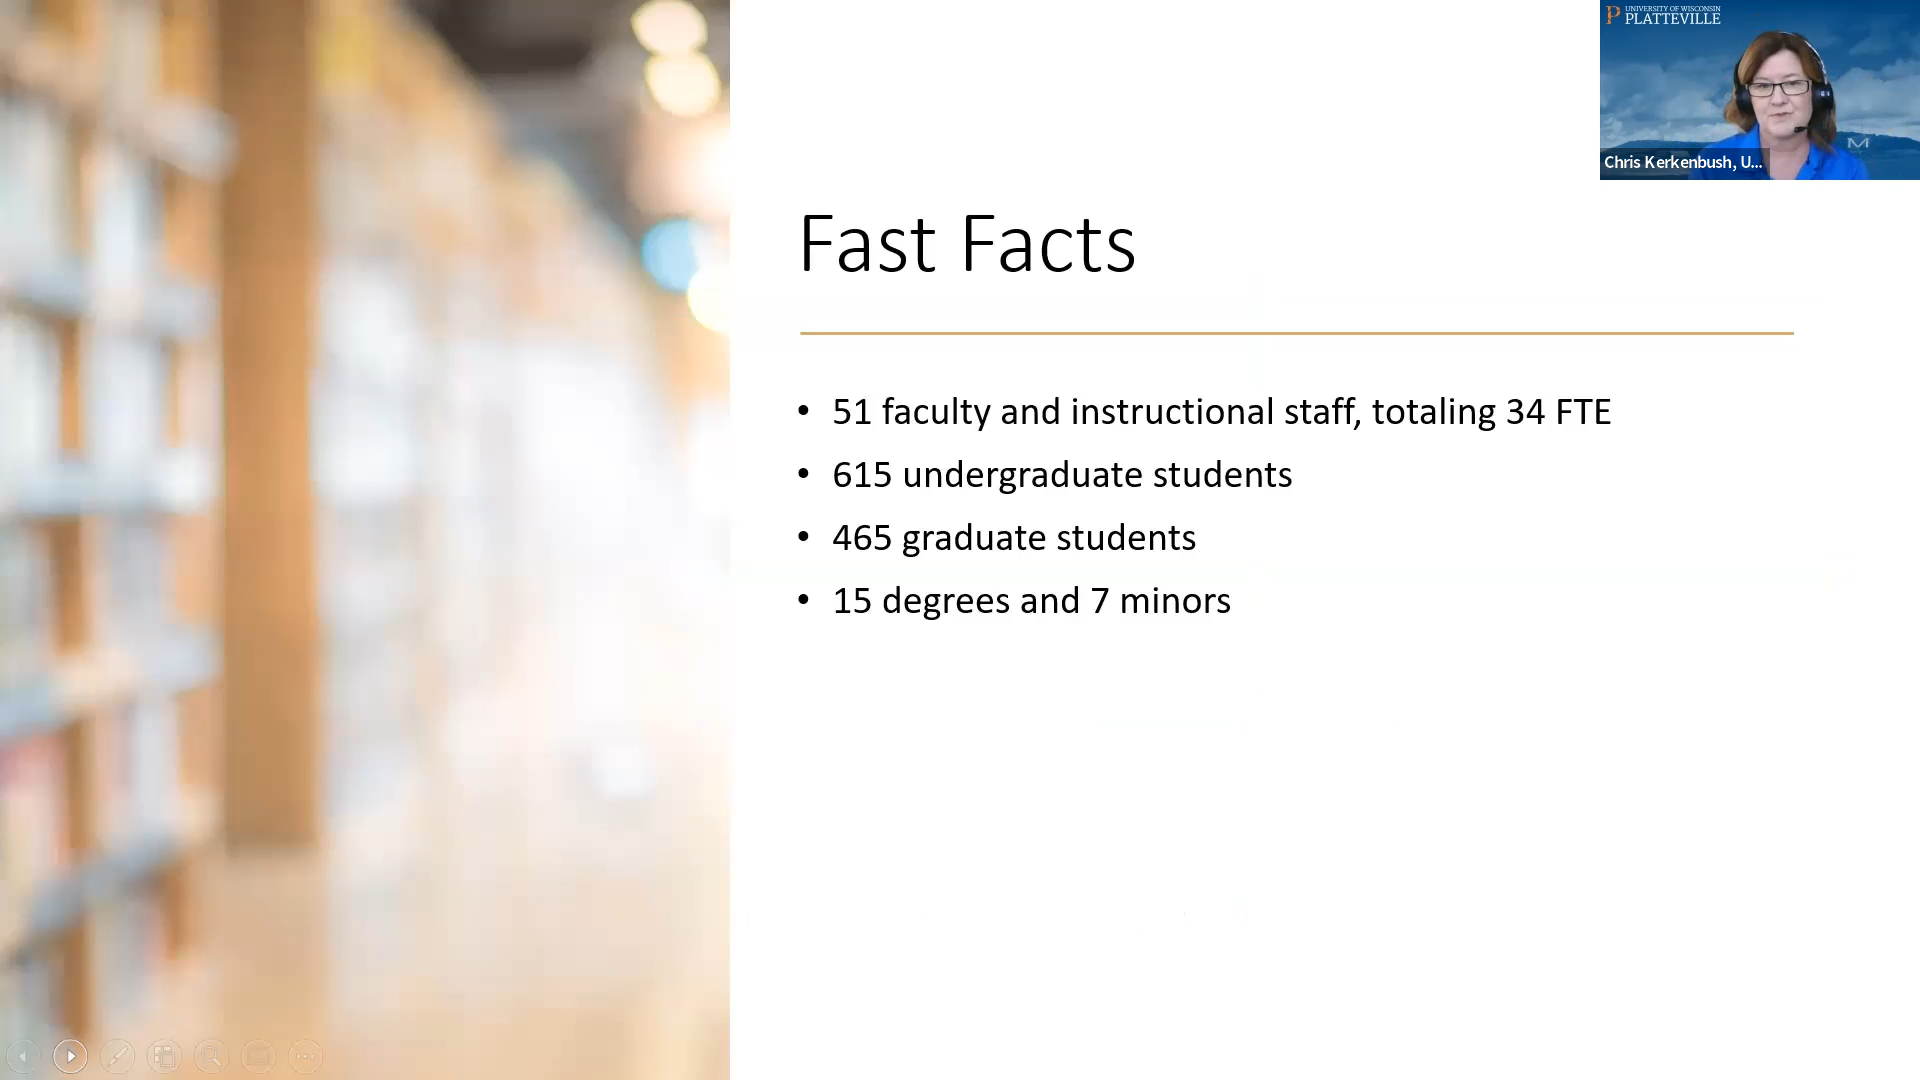 UNIVERSITY OF WISCONSIN
PLATTEVILLE
Chris Kerkenbush, U...
Fast Facts
• 51 faculty and instructional staff, totaling 34 FTE
• 615 undergraduate students
• 465 graduate students
• 15 degrees and 7 minors